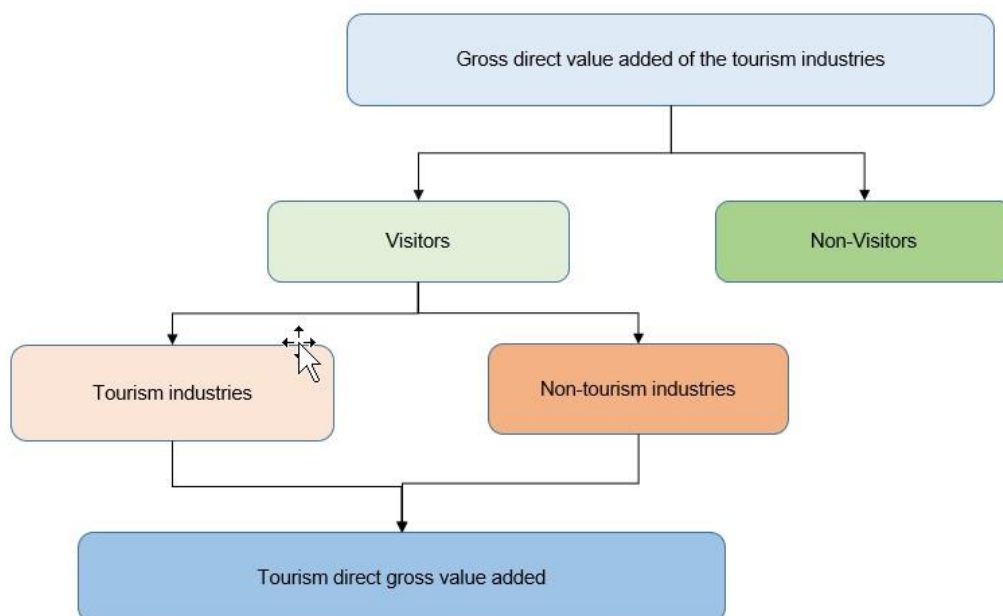 Gross direct value added of the tourism industries
Visitors
Non-Visitors
Tourism industries
Non-tourism industries
Tourism direct gross value added